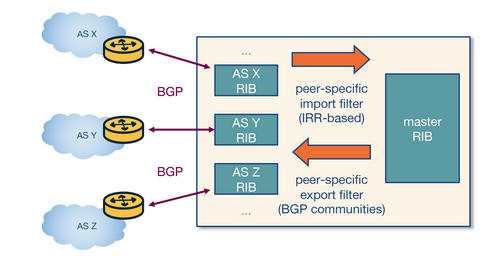 AS X
...
BGP
AS X
RIB
peer-specific
import filter
(IRR-based)
AS Y
AS Y
RIB
master
RIB
BGP
AS Z
RIB
peer-specific
export filter
(BGP communities)
...
AS Z